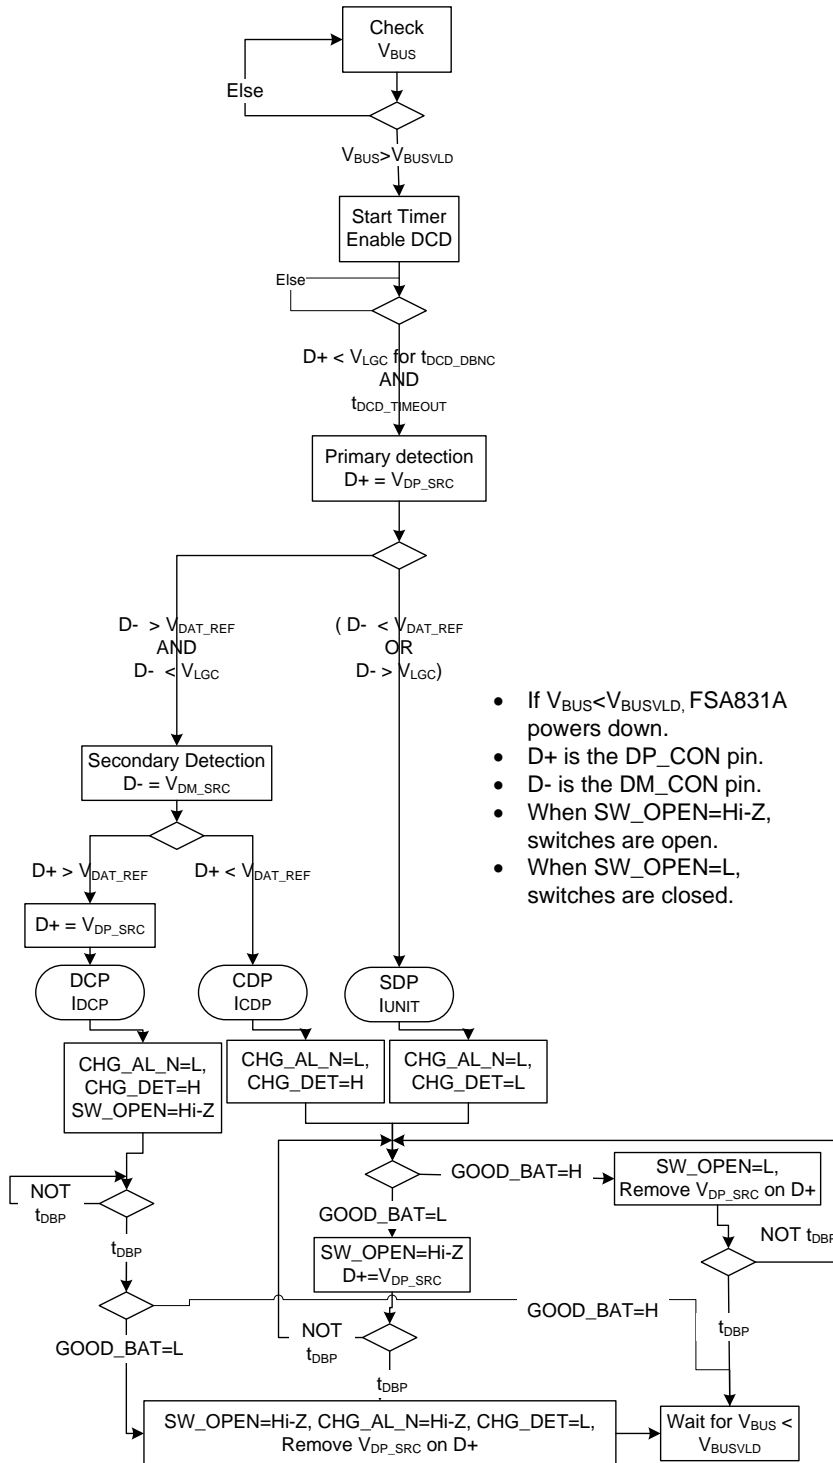 Check
VBUS
Else
VBUS>VBUSVLD
Start Timer
Enable DCD
Else
D+ < VLGC for tDCD_DBNC
AND
tDCD_TIMEOUT
Primary detection
D+ = VDP_SRC
D- > VDAT_REF
AND
D- < VLGC
( D- < VDAT_REF
OR
D- > VLGC)
• If VBUS<VBUSVLD, FSA831A
powers down.
• D+ is the DP_CON pin.
• D- is the DM_CON pin.
• When SW_OPEN=Hi-Z,
switches are open.
• When SW_OPEN=L,
switches are closed.
Secondary Detection
D- = VDM_SRC
D+ > VDAT_REF
D+ < VDAT_REF
D+ = VDP_SRC
DCP
IDCP
CDP
ICDP
SDP
IUNIT
CHG_AL_N=L,
CHG_DET=H
SW_OPEN=Hi-Z
CHG_AL_N=L,
CHG_DET=H
CHG_AL_N=L,
CHG_DET=L
GOOD_BAT=H
SW_OPEN=L,
Remove VDP_SRC on D+
NOT
tDBP
GOOD_BAT=L
NOT tDBP
tDBP
SW_OPEN=Hi-Z
D+=VDP_SRC
GOOD_BAT=H
tDBP
NOT
tDBP
GOOD_BAT=L
tDBP
SW_OPEN=Hi-Z, CHG_AL_N=Hi-Z, CHG_DET=L,
Remove VDP_SRC on D+
Wait for VBUS <
VBUSVLD